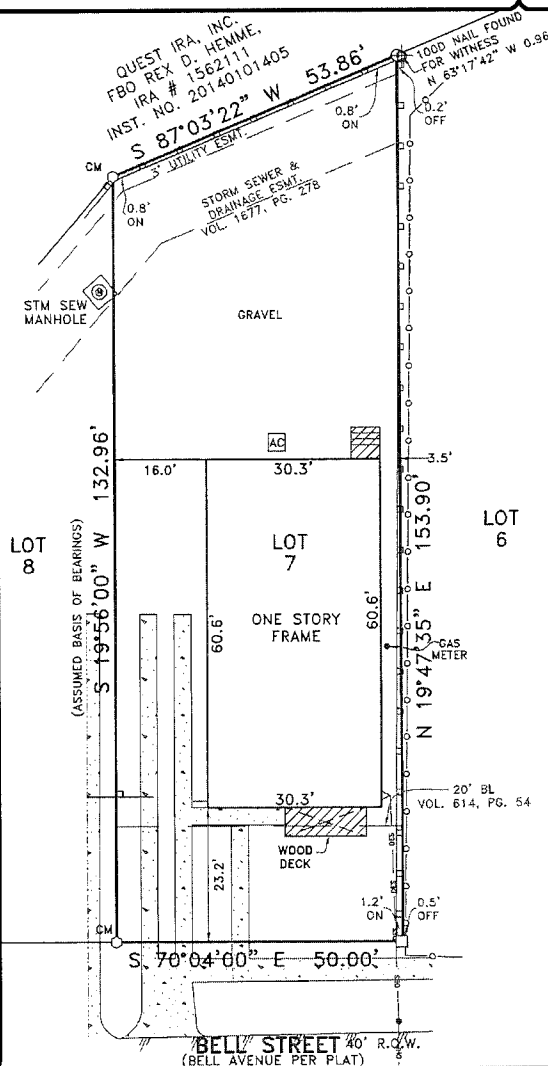 QUEST IRA, INC.
FBO REX D. HEMME,
IRA # 1562111
INST. NO. 20140101405
S 87°03'22" W 53.86'
100D NAIL FOUND
FOR WITNESS
N 63°17'42" W 0.96
0.8'
ON
0.2'
OFF
CM
3' UTILITY ESMT.
0.8'
ON
STORM SEWER &
DRAINAGE ESMT.
VOL. 1677, PG. 278
STM SEW
MANHOLE
GRAVEL
AC
16.0'
30.3'
3.5'
S 19°56'00" W 132.96'
(ASSUMED BASIS OF BEARINGS)
N 19°47'35" E 153.90'
LOT
8
LOT
7
LOT
6
ONE STORY
FRAME
60.6'
60.6'
GAS
METER
30.3'
20' BL
VOL. 614, PG. 54
WOOD
DECK
23.2'
OES
OES
OES
OES
1.2'
ON
0.5'
OFF
CM
S 70°04'00" E 50.00'
BELL STREET 40' R.O.W.
(BELL AVENUE PER PLAT)